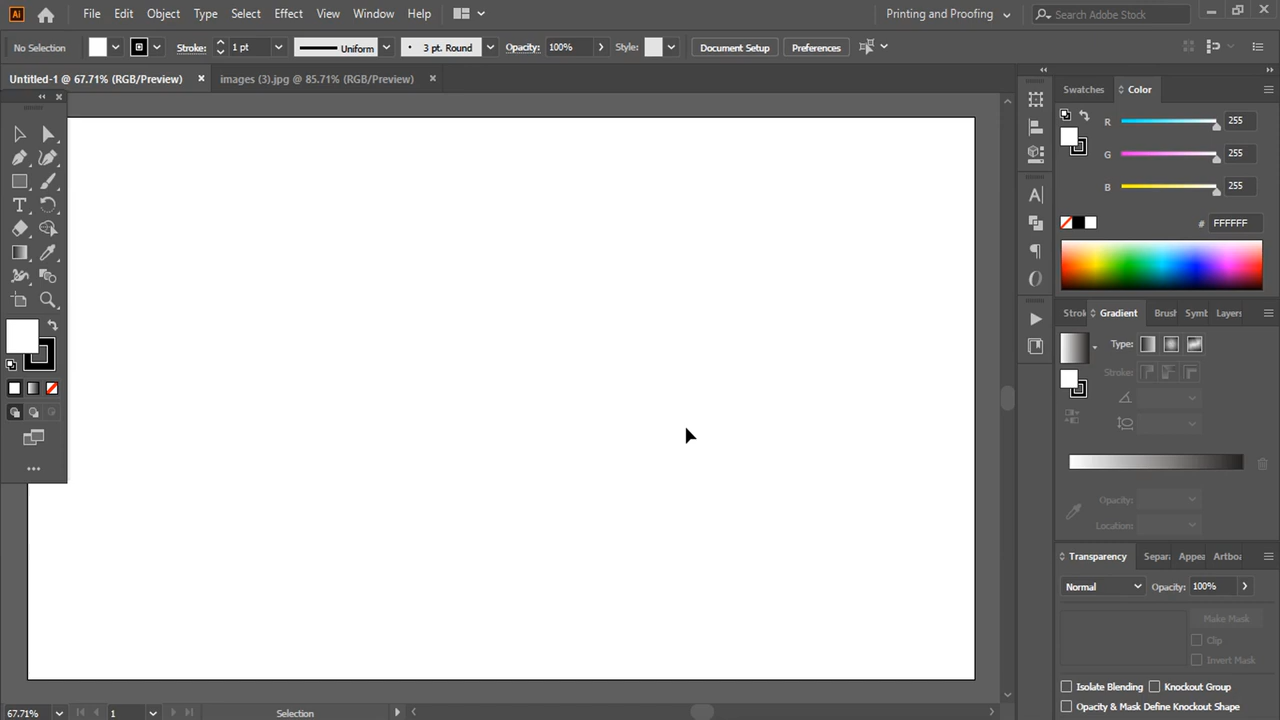 Ai File Edit Object Type Select Effect View Window Help Printing and Proofing Search Adobe Stock
No Selection Stroke: 1 pt Uniform 3 pt. Round Opacity: 100% Style: Document Setup Preferences
Untitled-1 @ 67.71% (RGB/Preview) images (3).jpg @ 85.71% (RGB/Preview)
Swatches Color
R 255
G 255
B 255
# FFFFFF
Strok Gradient Brush Symb Layers
Type:
Stroke:
Opacity:
Location:
Transparency Separ Appea Artboa
Normal Opacity: 100%
Make Mask
Clip
Invert Mask
Isolate Blending Knockout Group
Opacity & Mask Define Knockout Shape
67.71% 1 Selection